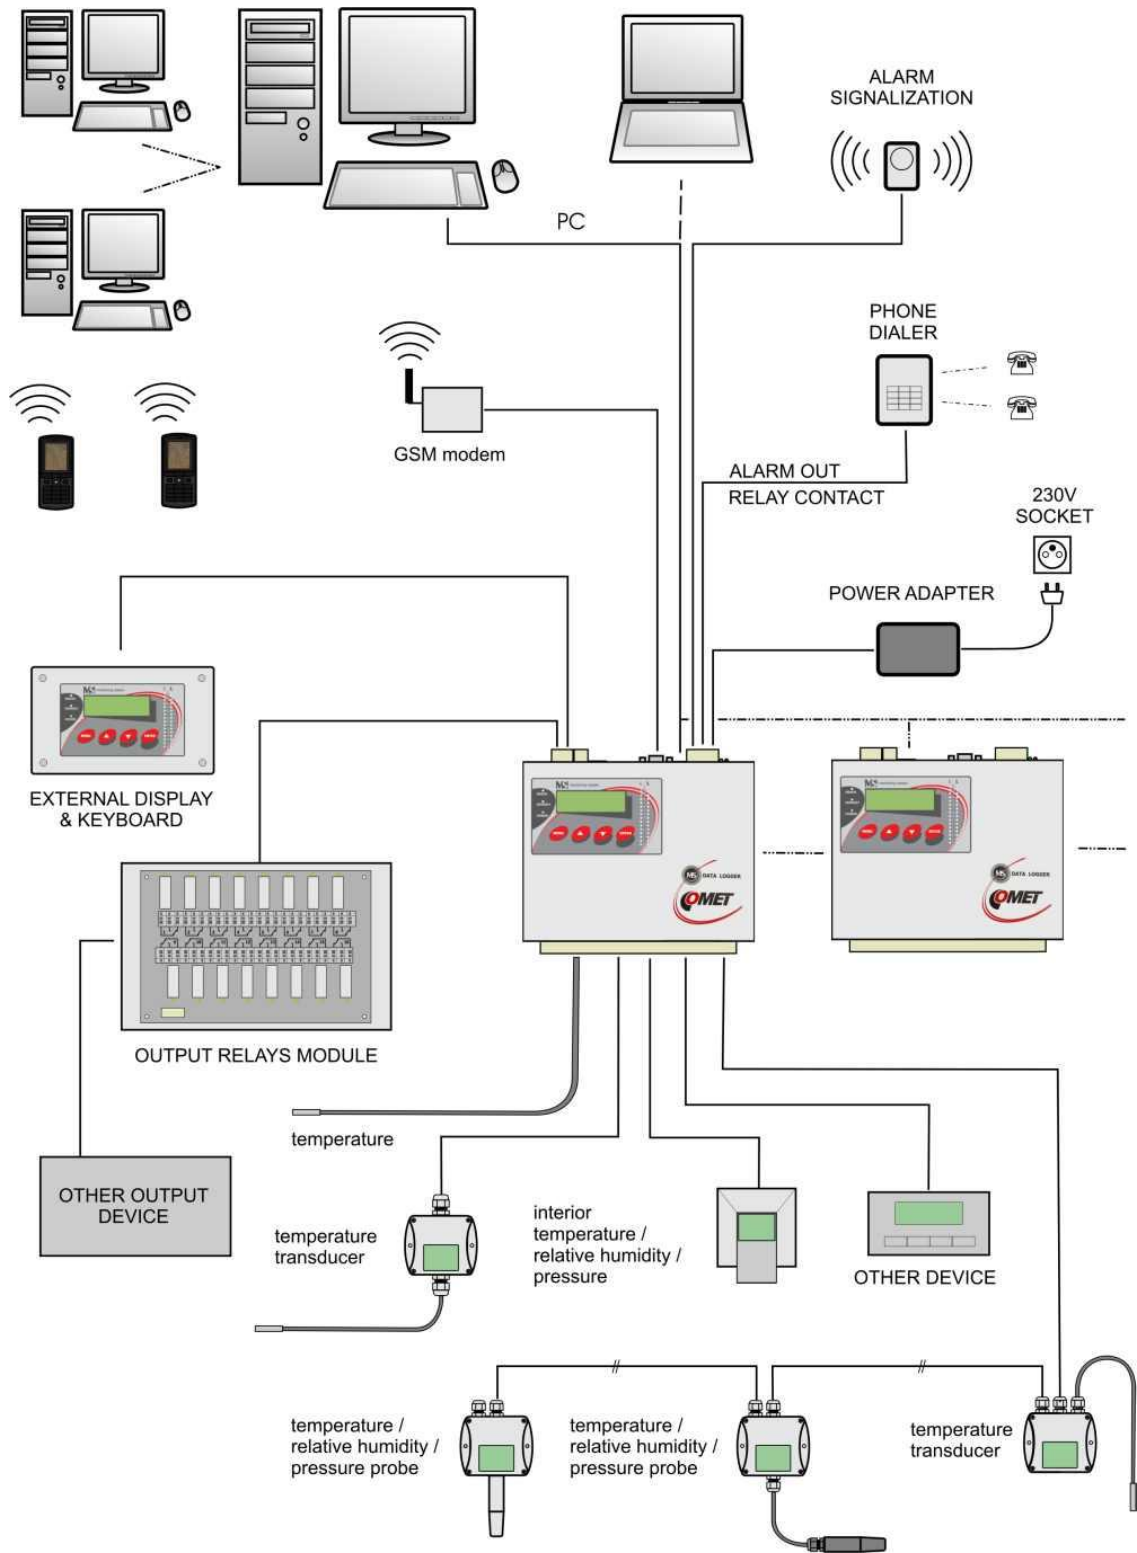 ALARM
SIGNALIZATION
PC
PHONE
DIALER
GSM modem
ALARM OUT
RELAY CONTACT
230V
SOCKET
POWER ADAPTER
EXTERNAL DISPLAY
& KEYBOARD
MS DATA LOGGER
COMET
MS DATA LOGGER
COMET
OUTPUT RELAYS MODULE
temperature
OTHER OUTPUT
DEVICE
temperature
transducer
interior
temperature /
relative humidity /
pressure
OTHER DEVICE
temperature /
relative humidity /
pressure probe
temperature /
relative humidity /
pressure probe
temperature
transducer